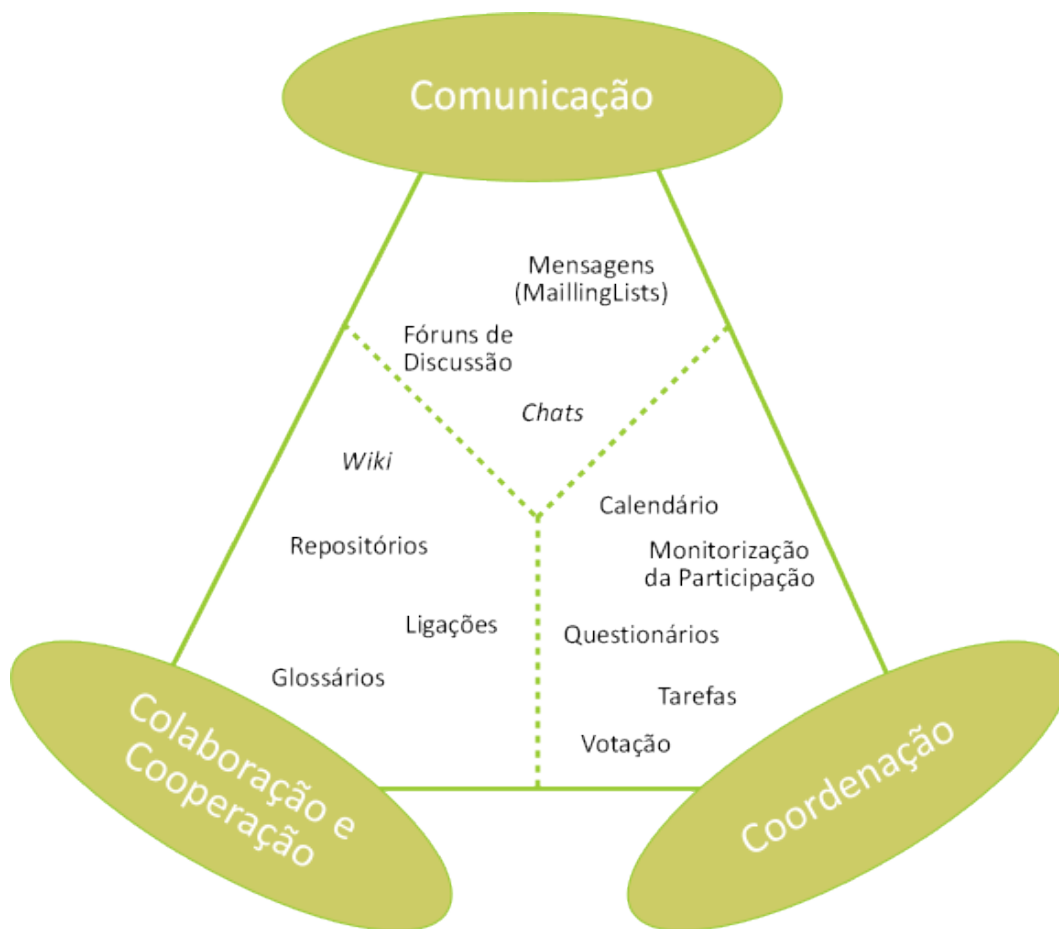 Comunicação
Mensagens
(MaillingLists)
Fóruns de
Discussão
Chats
Wiki
Repositórios
Ligações
Glossários
Calendário
Monitorização
da Participação
Questionários
Tarefas
Votação
Colaboração e
Cooperação
Coordenação